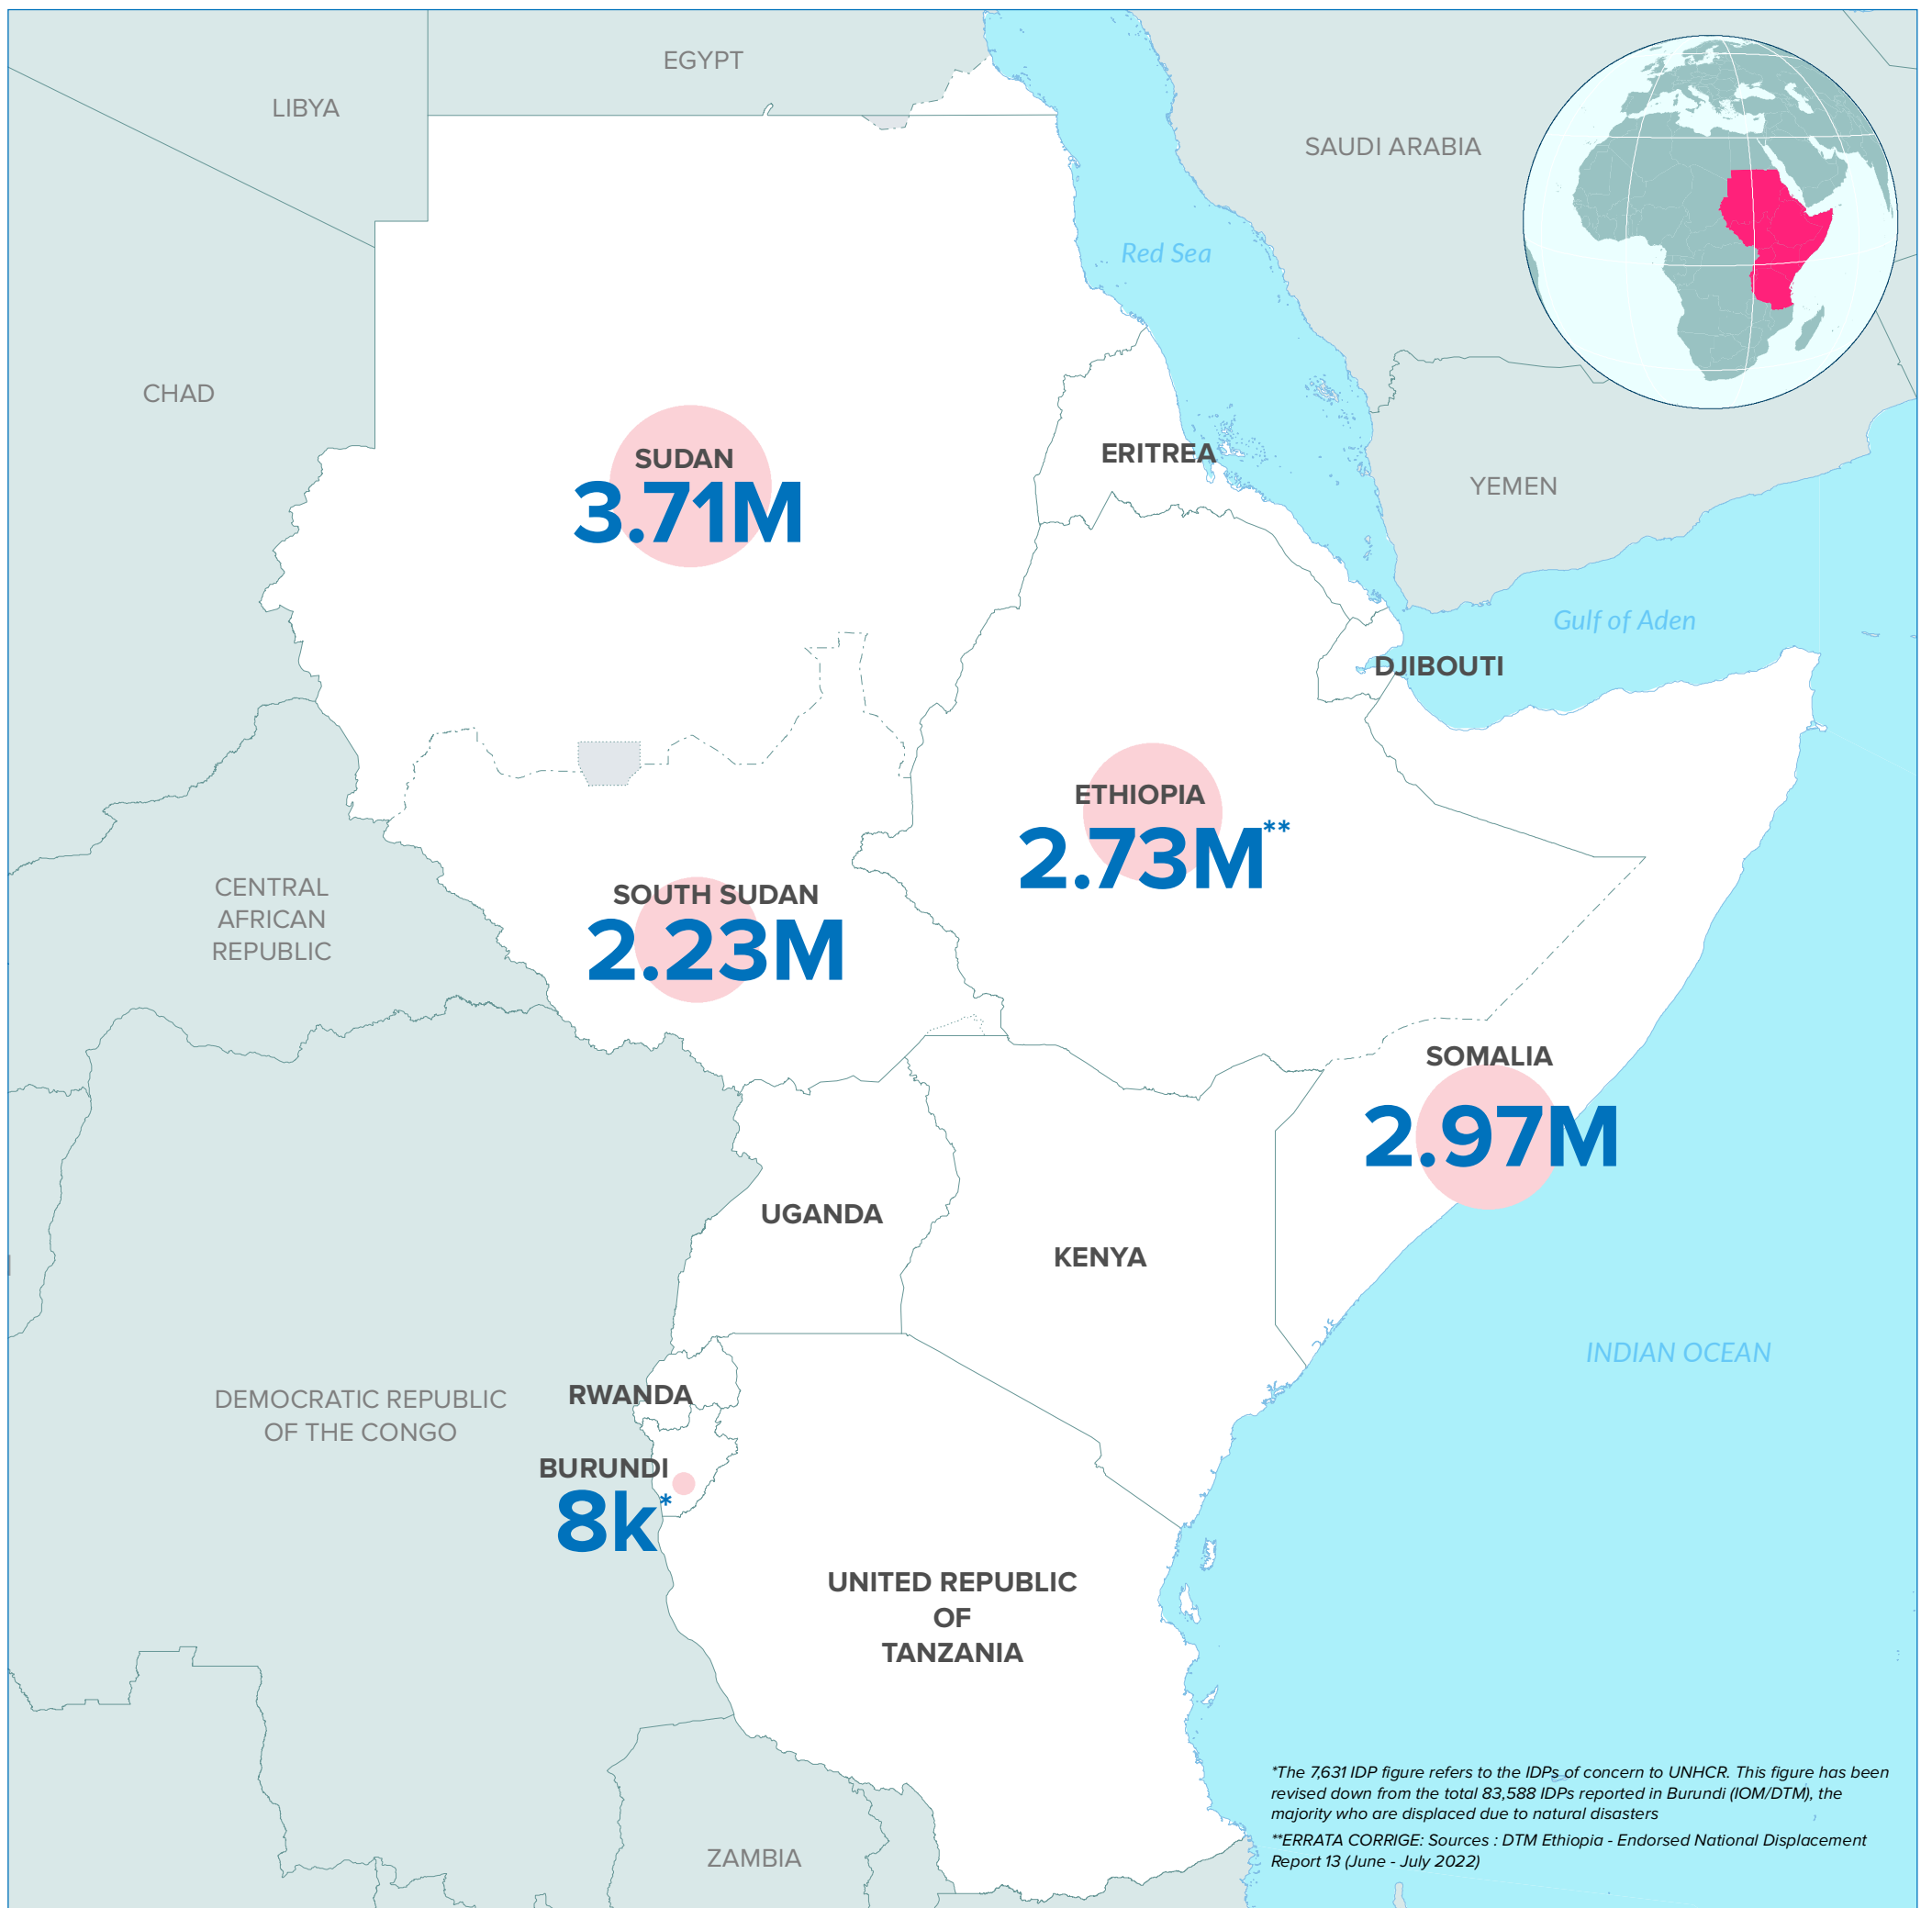 EGYPT
LIBYA
SAUDI ARABIA
Red Sea
CHAD
SUDAN
3.71M
ERITREA
YEMEN
Gulf of Aden
DJIBOUTI
ETHIOPIA
2.73M**
CENTRAL
AFRICAN
REPUBLIC
SOUTH SUDAN
2.23M
SOMALIA
2.97M
UGANDA
KENYA
INDIAN OCEAN
RWANDA
DEMOCRATIC REPUBLIC
OF THE CONGO
BURUNDI
8k*
UNITED REPUBLIC
OF
TANZANIA
ZAMBIA
*The 7,631 IDP figure refers to the IDPs of concern to UNHCR. This figure has been
revised down from the total 83,588 IDPs reported in Burundi (IOM/DTM), the
majority who are displaced due to natural disasters
**ERRATA CORRIGE: Sources : DTM Ethiopia - Endorsed National Displacement
Report 13 (June - July 2022)